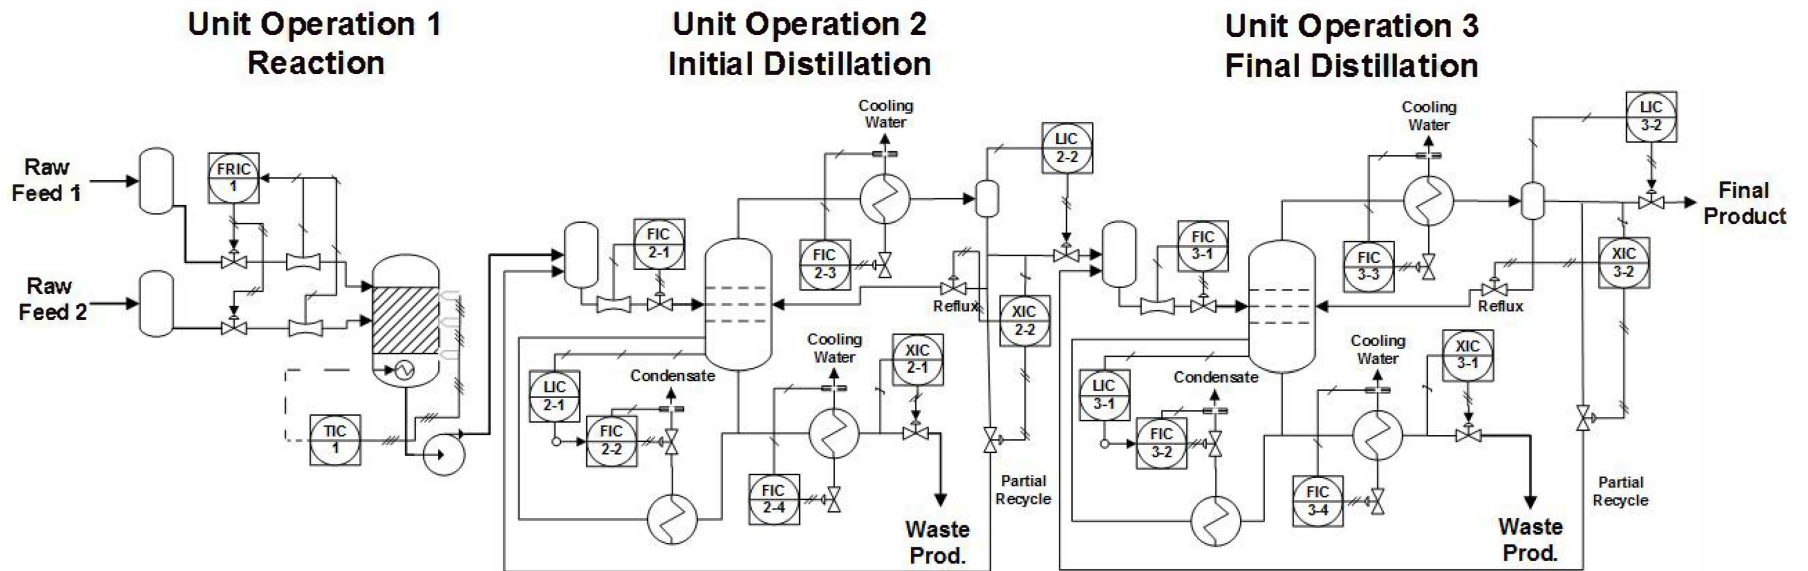 Unit Operation 1
Reaction
Unit Operation 2
Initial Distillation
Unit Operation 3
Final Distillation
Raw
Feed 1
Raw
Feed 2
FRIC
1
TIC
1
FIC
2-1
Cooling
Water
FIC
2-3
LIC
2-2
Reflux
XIC
2-2
LIC
2-1
Condensate
FIC
2-2
Cooling
Water
XIC
2-1
FIC
2-4
Waste
Prod.
Partial
Recycle
FIC
3-1
Cooling
Water
FIC
3-3
LIC
3-2
Final
Product
XIC
3-2
Reflux
LIC
3-1
Condensate
FIC
3-2
Cooling
Water
XIC
3-1
FIC
3-4
Waste
Prod.
Partial
Recycle